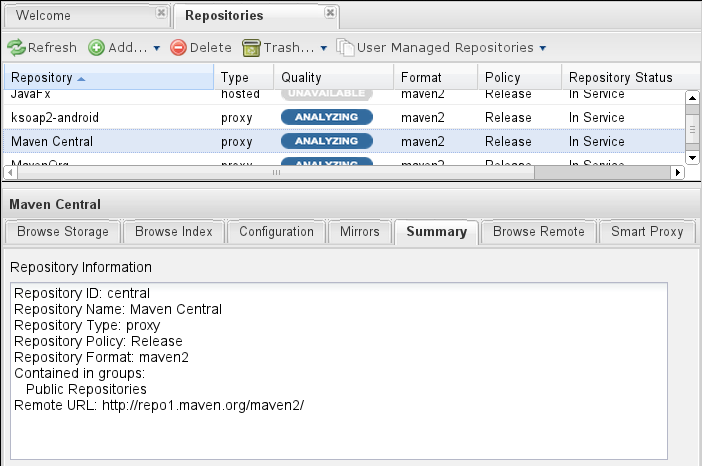 Welcome
Repositories
Refresh Add... Delete Trash... User Managed Repositories
Repository Type Quality Format Policy Repository Status
JavaFx hosted UNAVAILABLE maven2 Release In Service
ksoap2-android proxy ANALYZING maven2 Release In Service
Maven Central proxy ANALYZING maven2 Release In Service
MavenOrg proxy ANALYZING maven2 Release In Service
Maven Central
Browse Storage Browse Index Configuration Mirrors Summary Browse Remote Smart Proxy
Repository Information
Repository ID: central
Repository Name: Maven Central
Repository Type: proxy
Repository Policy: Release
Repository Format: maven2
Contained in groups:
Public Repositories
Remote URL: http://repo1.maven.org/maven2/